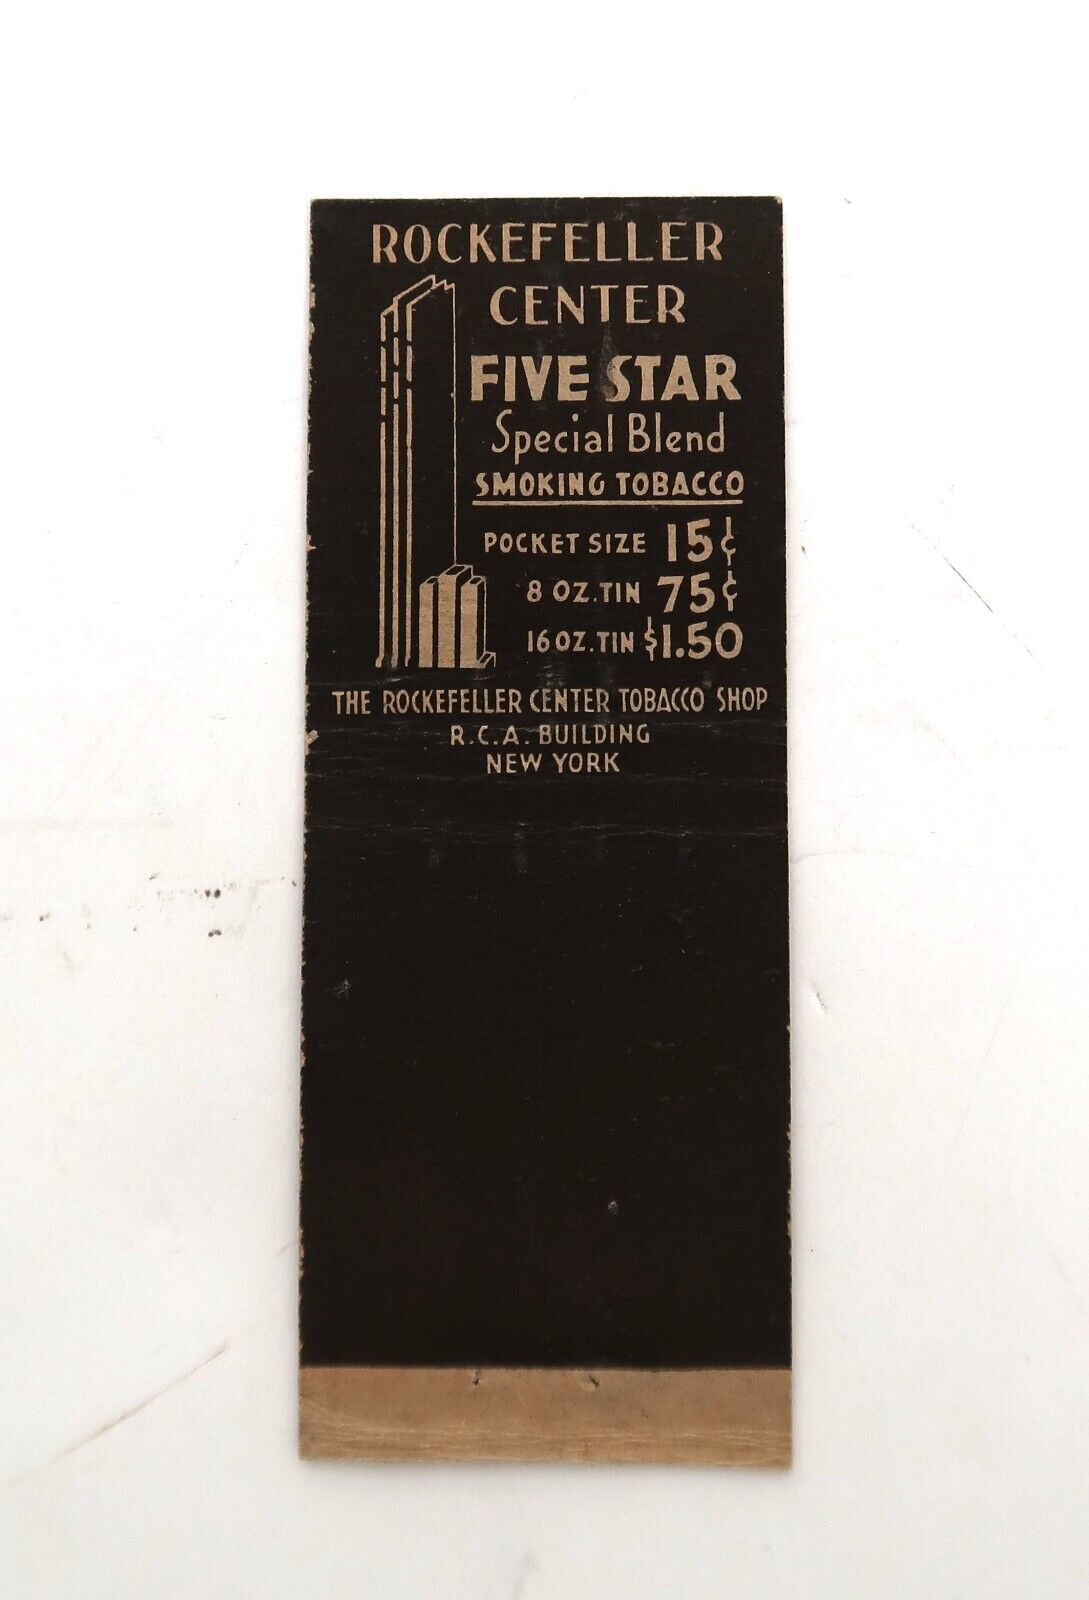 ROCKEFELLER
CENTER
FIVE STAR
Special Blend
SMOKING TOBACCO
POCKET SIZE 15¢
8 OZ. TIN 75¢
16 OZ. TIN $1.50
THE ROCKEFELLER CENTER TOBACCO SHOP
R.C.A. BUILDING
NEW YORK